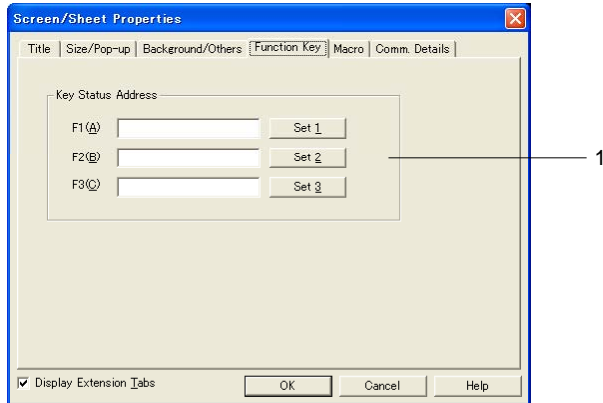 Screen/Sheet Properties
Title Size/Pop-up Background/Others Function Key Macro Comm. Details
Key Status Address
F1(A) Set 1
F2(B) Set 2
F3(C) Set 3
1
Display Extension Tabs OK Cancel Help